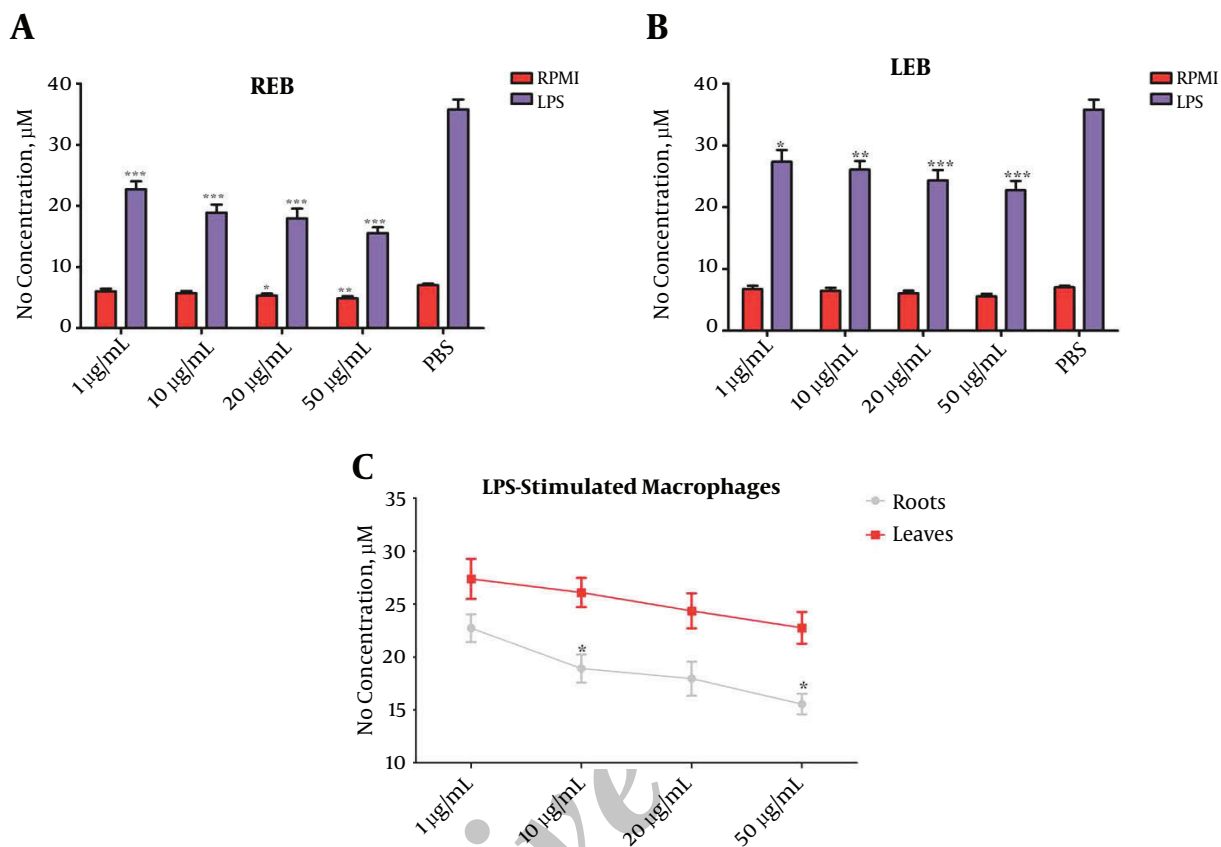 A
REB
RPMI
LPS
No Concentration, µM
40
30
20
10
0
***
***
***
***
*
**
1 µg/mL
10 µg/mL
20 µg/mL
50 µg/mL
PBS
B
LEB
RPMI
LPS
No Concentration, µM
40
30
20
10
0
*
**
***
***
1 µg/mL
10 µg/mL
20 µg/mL
50 µg/mL
PBS
C
LPS-Stimulated Macrophages
Roots
Leaves
No Concentration, µM
35
30
25
20
15
10
*
*
1 µg/mL
10 µg/mL
20 µg/mL
50 µg/mL
ive